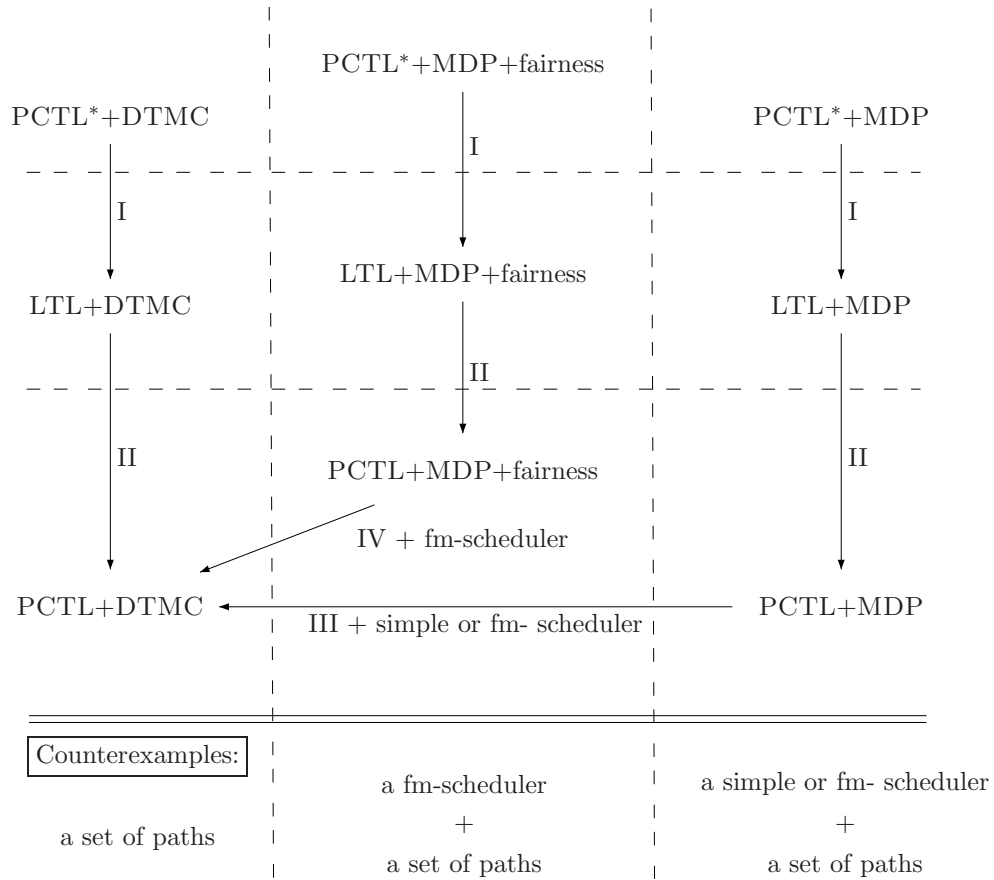 PCTL*+MDP+fairness
PCTL*+DTMC
PCTL*+MDP
I
I
I
LTL+MDP+fairness
LTL+DTMC
LTL+MDP
II
II
II
PCTL+MDP+fairness
IV + fm-scheduler
PCTL+DTMC
PCTL+MDP
III + simple or fm- scheduler
Counterexamples:
a set of paths
a fm-scheduler
+
a set of paths
a simple or fm- scheduler
+
a set of paths